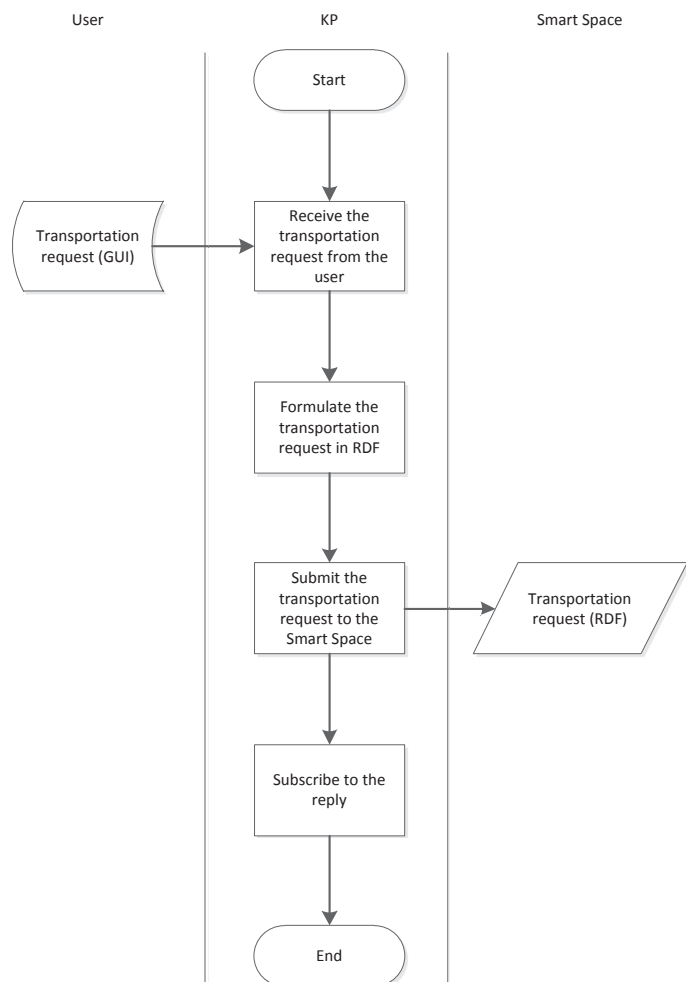 User
KP
Smart Space
Start
Transportation
request (GUI)
Receive the
transportation
request from the
user
Formulate the
transportation
request in RDF
Submit the
transportation
request to the
Smart Space
Transportation
request (RDF)
Subscribe to the
reply
End